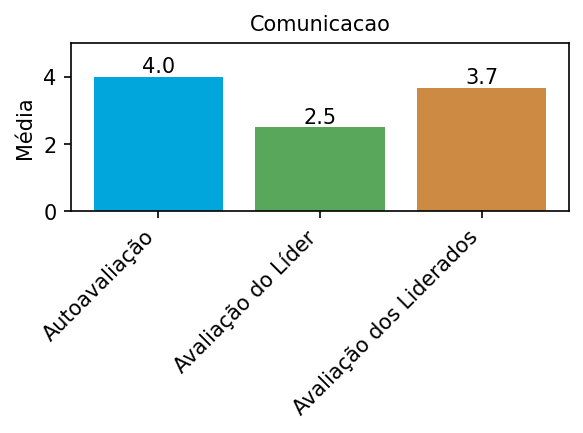 Comunicacao
Média
4
2
0
4.0
2.5
3.7
Autoavaliação
Avaliação do Líder
Avaliação dos Liderados